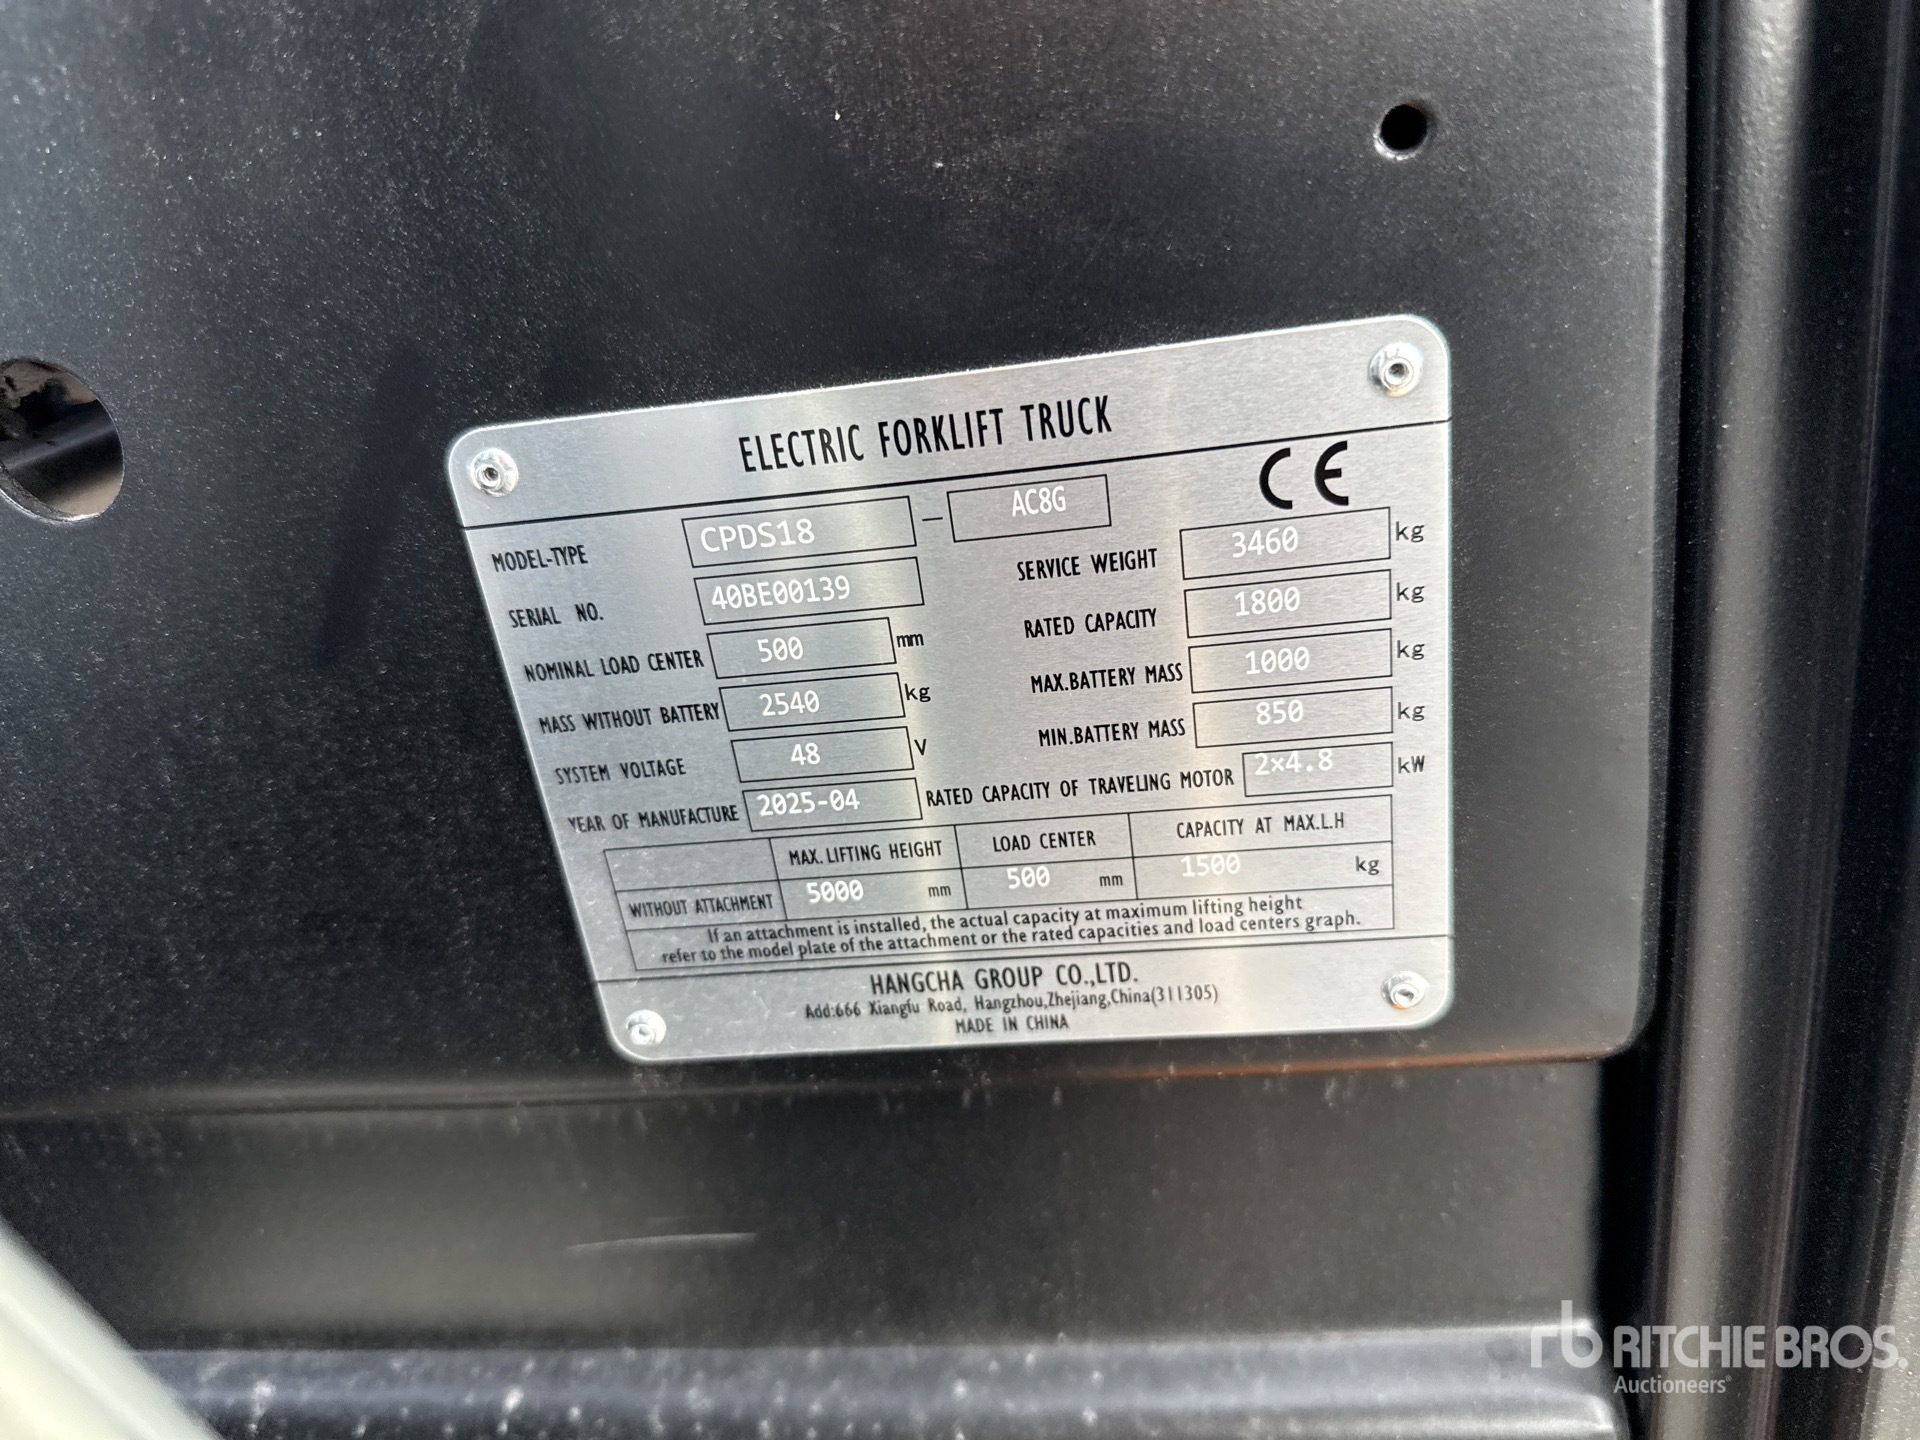 ELECTRIC FORKLIFT TRUCK
CE
MODEL-TYPE CPDS18 – AC8G
SERIAL NO. 40BE00139 SERVICE WEIGHT 3460 kg
NOMINAL LOAD CENTER 500 mm RATED CAPACITY 1800 kg
MASS WITHOUT BATTERY 2540 kg MAX.BATTERY MASS 1000 kg
SYSTEM VOLTAGE 48 V MIN.BATTERY MASS 850 kg
YEAR OF MANUFACTURE 2025-04 RATED CAPACITY OF TRAVELING MOTOR 2×4.8 kW
MAX. LIFTING HEIGHT LOAD CENTER CAPACITY AT MAX.L.H
WITHOUT ATTACHMENT 5000 mm 500 mm 1500 kg
If an attachment is installed, the actual capacity at maximum lifting height
refer to the model plate of the attachment or the rated capacities and load centers graph.
HANGCHA GROUP CO.,LTD.
Add:666 Xiangfu Road, Hangzhou,Zhejiang,China(311305)
MADE IN CHINA
rb RITCHIE BROS.
Auctioneers